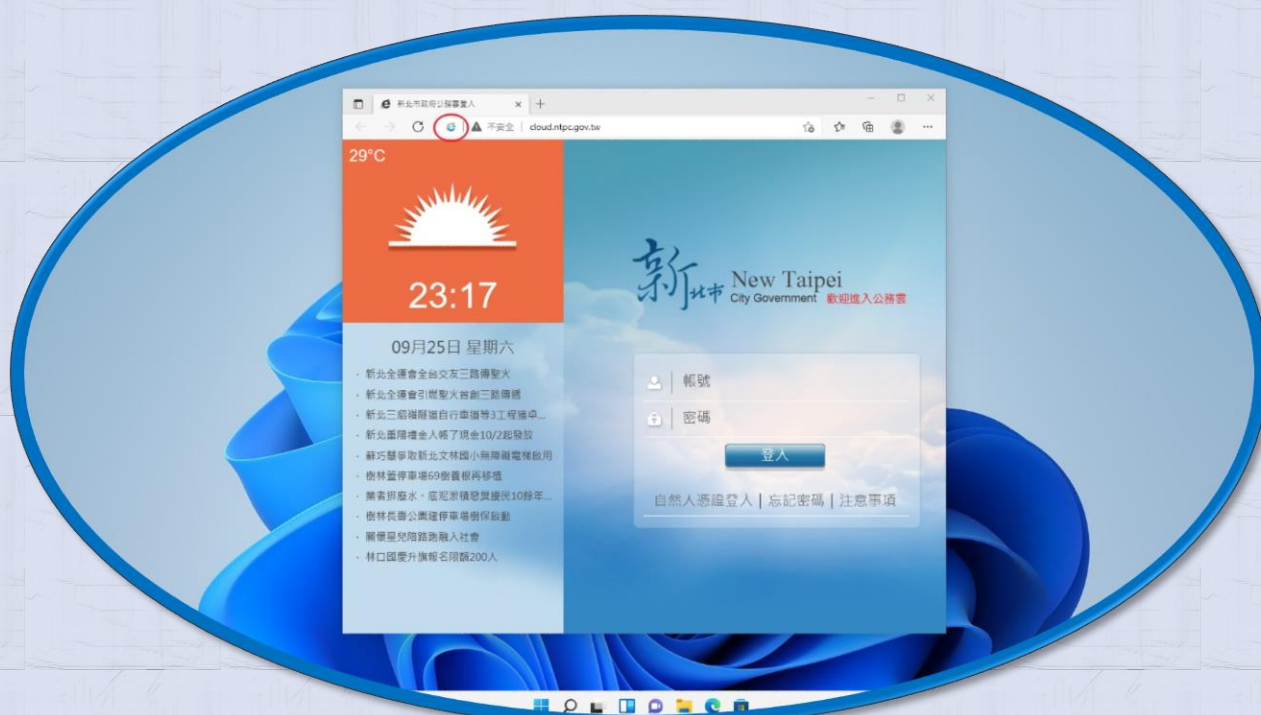 新北市政府公務雲登入
不安全 cloud.ntpc.gov.tw
29°C
23:17
09月25日 星期六
新北全運會全台交友三路傳聖火
新北全運會引燃聖火首創三路傳遞
新北三貂嶺隧道自行車道等3工程獲卓...
新北重陽禮金人帳了現金10/2起發放
蘇巧慧爭取新北文林國小無障礙電梯啟用
樹林置停車場69樹養根再移植
業者排廢水、底泥淤積惡臭擾民10餘年...
樹林長壽公園建停車場樹保啟動
關懷星兒陪路跑融入社會
林口國慶升旗報名限額200人
新北市 New Taipei
City Government 歡迎進入公務雲
帳號
密碼
登入
自然人憑證登入 | 忘記密碼 | 注意事項